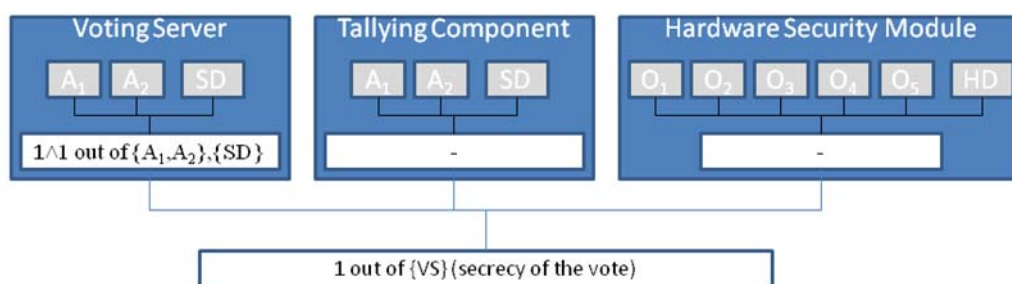 Voting Server
Tallying Component
Hardware Security Module
A₁ A₂ SD
A₁ A₂ SD
O₁ O₂ O₃ O₄ O₅ HD
1∧1 out of {A₁,A₂},{SD}
-
-
1 out of {VS} (secrecy of the vote)